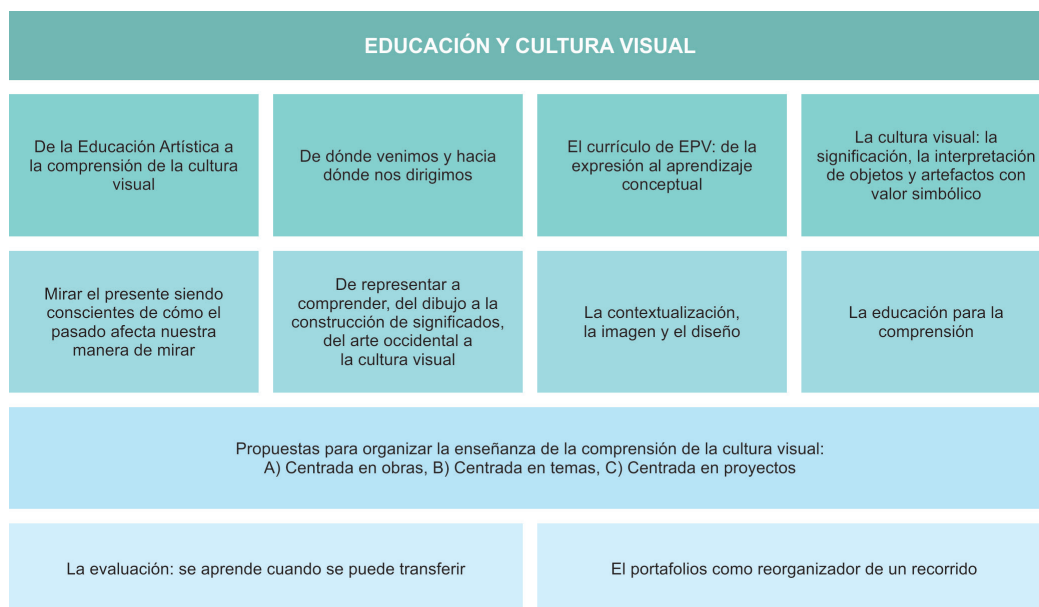 EDUCACIÓN Y CULTURA VISUAL
De la Educación Artística a
la comprensión de la cultura
visual
De dónde venimos y hacia
dónde nos dirigimos
El currículo de EPV: de la
expresión al aprendizaje
conceptual
La cultura visual: la
significación, la interpretación
de objetos y artefactos con
valor simbólico
Mirar el presente siendo
conscientes de cómo el
pasado afecta nuestra
manera de mirar
De representar a
comprender, del dibujo a la
construcción de significados,
del arte occidental a
la cultura visual
La contextualización,
la imagen y el diseño
La educación para la
comprensión
Propuestas para organizar la enseñanza de la comprensión de la cultura visual:
A) Centrada en obras, B) Centrada en temas, C) Centrada en proyectos
La evaluación: se aprende cuando se puede transferir
El portafolios como reorganizador de un recorrido